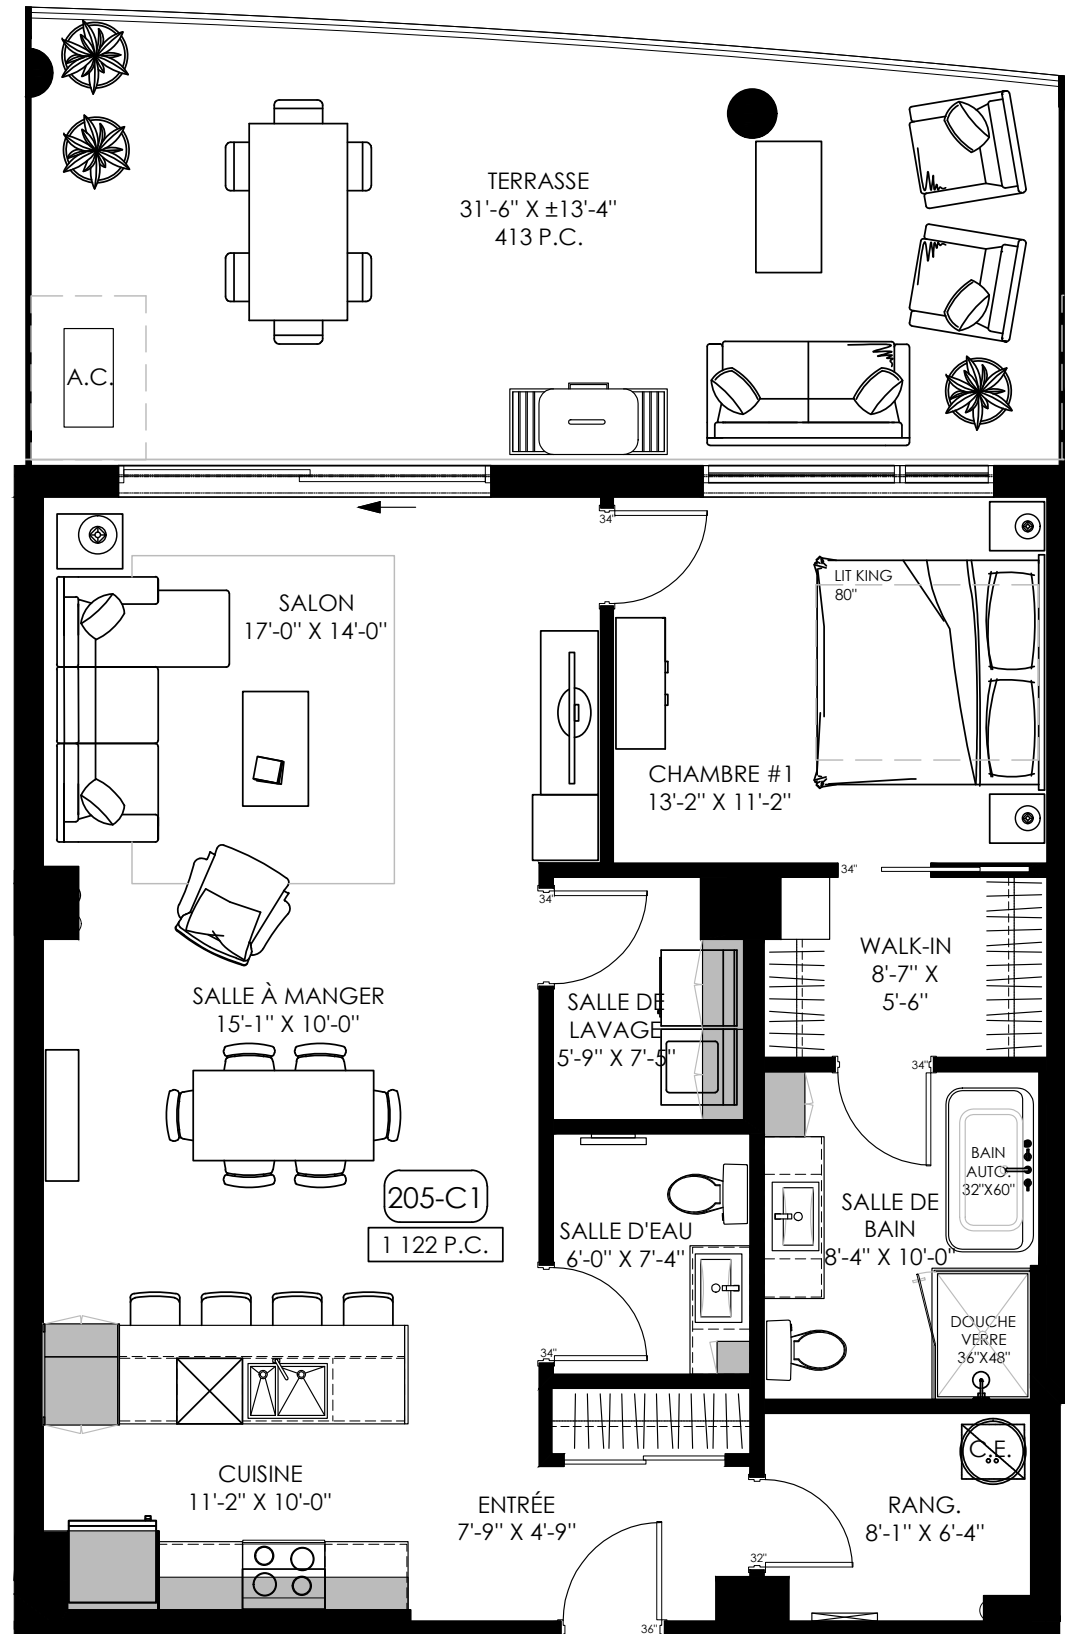 TERRASSE
31'-6" X ±13'-4"
413 P.C.
A.C.
34"
LIT KING
80"
SALON
17'-0" X 14'-0"
CHAMBRE #1
13'-2" X 11'-2"
34"
34"
WALK-IN
8'-7" X
5'-6"
SALLE À MANGER
15'-1" X 10'-0"
SALLE DE
LAVAGE
5'-9" X 7'-5"
34"
BAIN
AUTO.
32"X60"
205-C1
1 122 P.C.
SALLE D'EAU
6'-0" X 7'-4"
SALLE DE
BAIN
8'-4" X 10'-0"
DOUCHE
VERRE
36"X48"
34"
CUISINE
11'-2" X 10'-0"
ENTRÉE
7'-9" X 4'-9"
C.E.
RANG.
8'-1" X 6'-4"
32"
36"